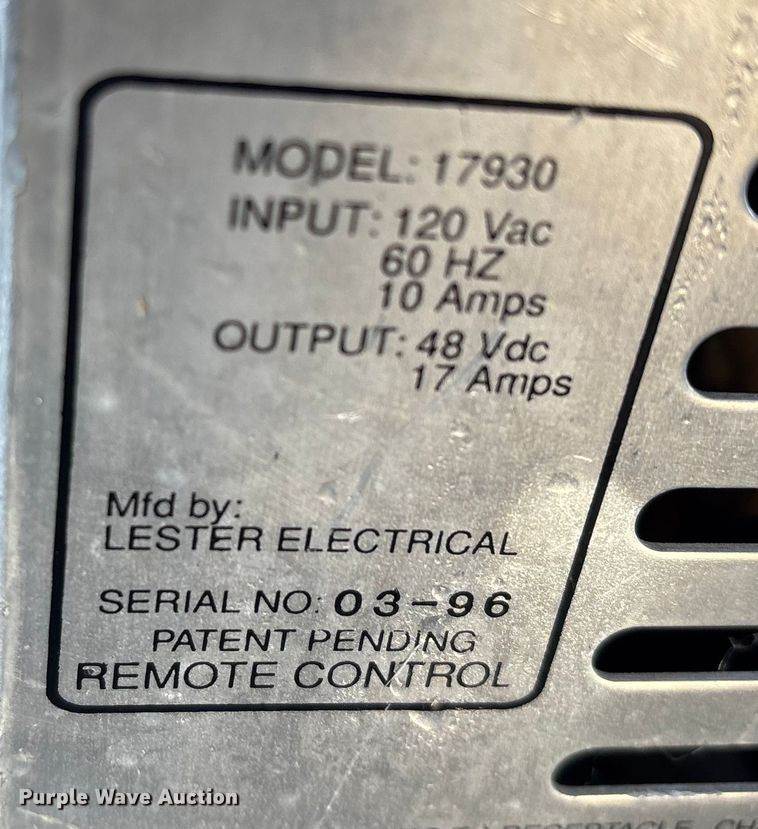 MODEL: 17930
INPUT: 120 Vac
60 HZ
10 Amps
OUTPUT: 48 Vdc
17 Amps
Mfd by:
LESTER ELECTRICAL
SERIAL NO: 03-96
PATENT PENDING
REMOTE CONTROL
Purple Wave Auction
RECEPTACLE